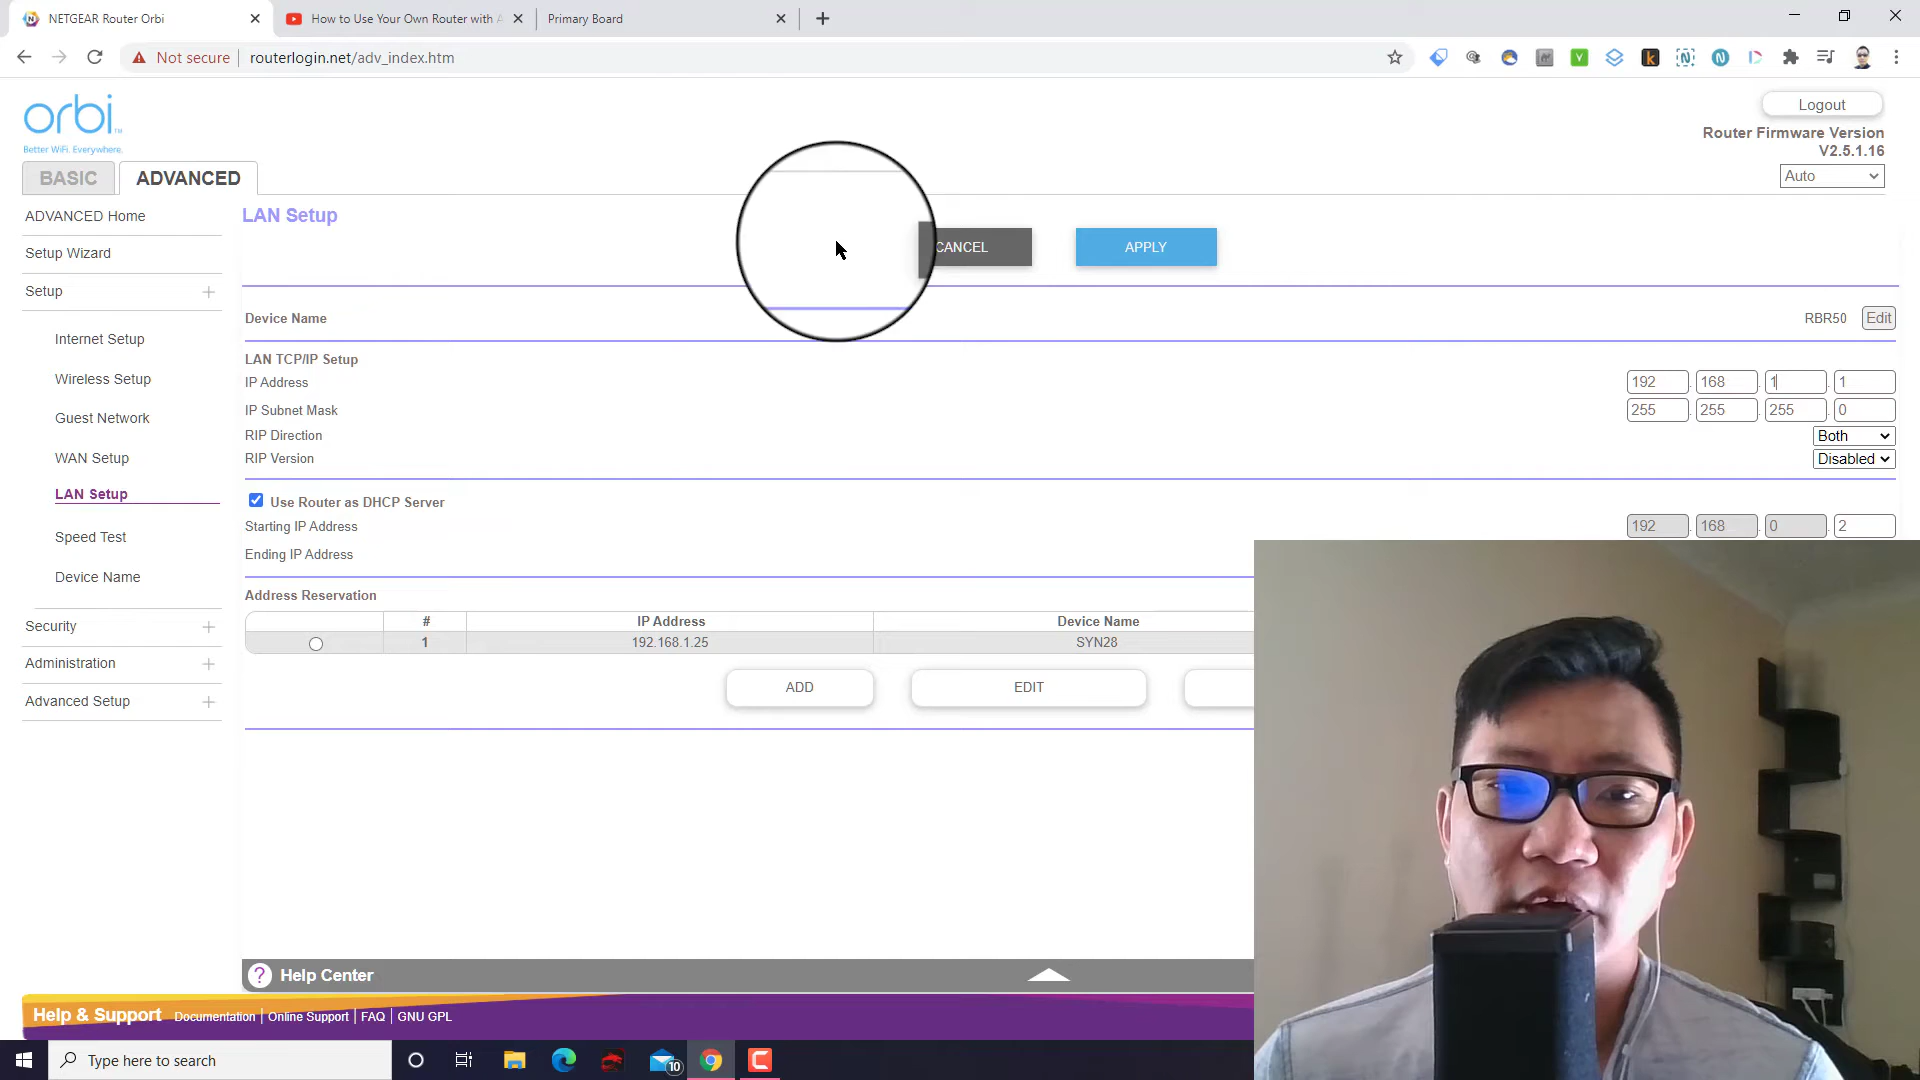 NETGEAR Router Orbi
How to Use Your Own Router with
Primary Board
Not secure
routerlogin.net/adv_index.htm
orbi
Better WiFi. Everywhere.
Logout
Router Firmware Version
V2.5.1.16
Auto
BASIC
ADVANCED
ADVANCED Home
Setup Wizard
Setup
Internet Setup
Wireless Setup
Guest Network
WAN Setup
LAN Setup
Speed Test
Device Name
Security
Administration
Advanced Setup
LAN Setup
CANCEL
APPLY
Device Name RBR50 Edit
LAN TCP/IP Setup
IP Address 192 . 168 . 1 . 1
IP Subnet Mask 255 . 255 . 255 . 0
RIP Direction Both
RIP Version Disabled
Use Router as DHCP Server
Starting IP Address 192 . 168 . 0 . 2
Ending IP Address
Address Reservation
# IP Address Device Name
1 192.168.1.25 SYN28
ADD EDIT
? Help Center
Help & Support Documentation | Online Support | FAQ | GNU GPL
Type here to search
10